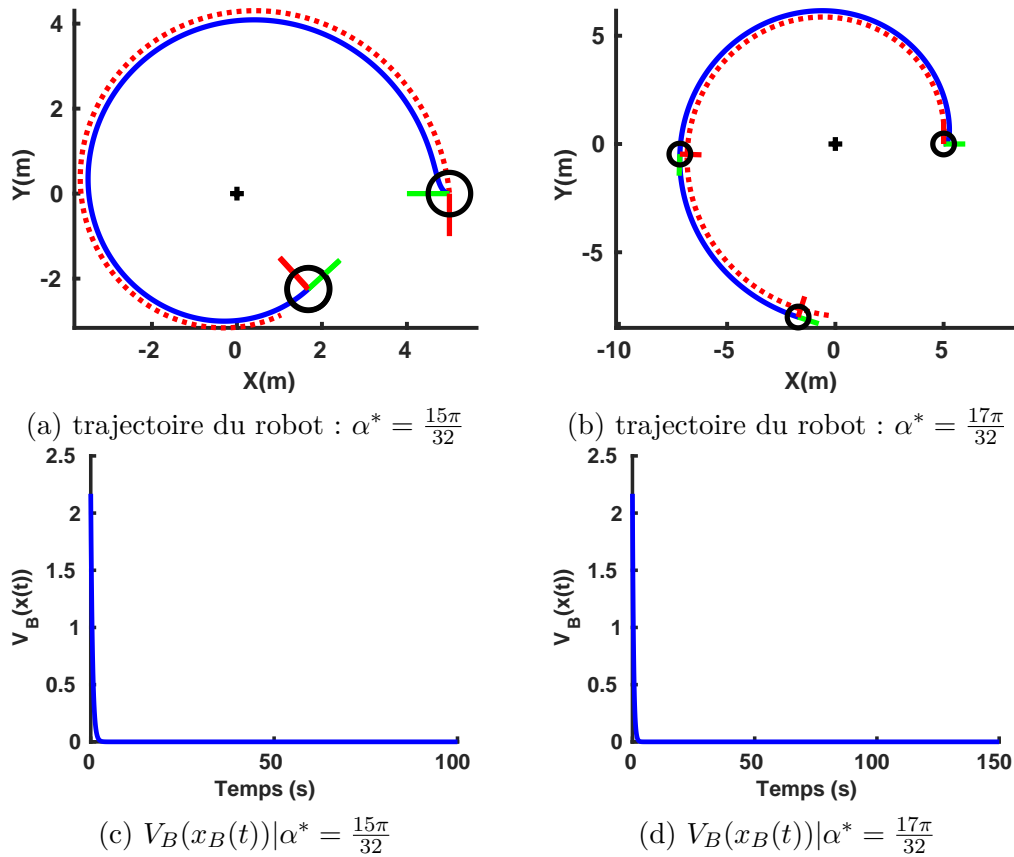 4
2
0
-2
Y(m)
-2
0
2
4
X(m)
5
0
-5
Y(m)
-10
-5
0
5
X(m)
(a) trajectoire du robot : α* = 15π/32
(b) trajectoire du robot : α* = 17π/32
2.5
2
1.5
1
0.5
0
V_B(x(t))
0
50
100
Temps (s)
2.5
2
1.5
1
0.5
0
V_B(x(t))
0
50
100
150
Temps (s)
(c) V_B(x_B(t))|α* = 15π/32
(d) V_B(x_B(t))|α* = 17π/32